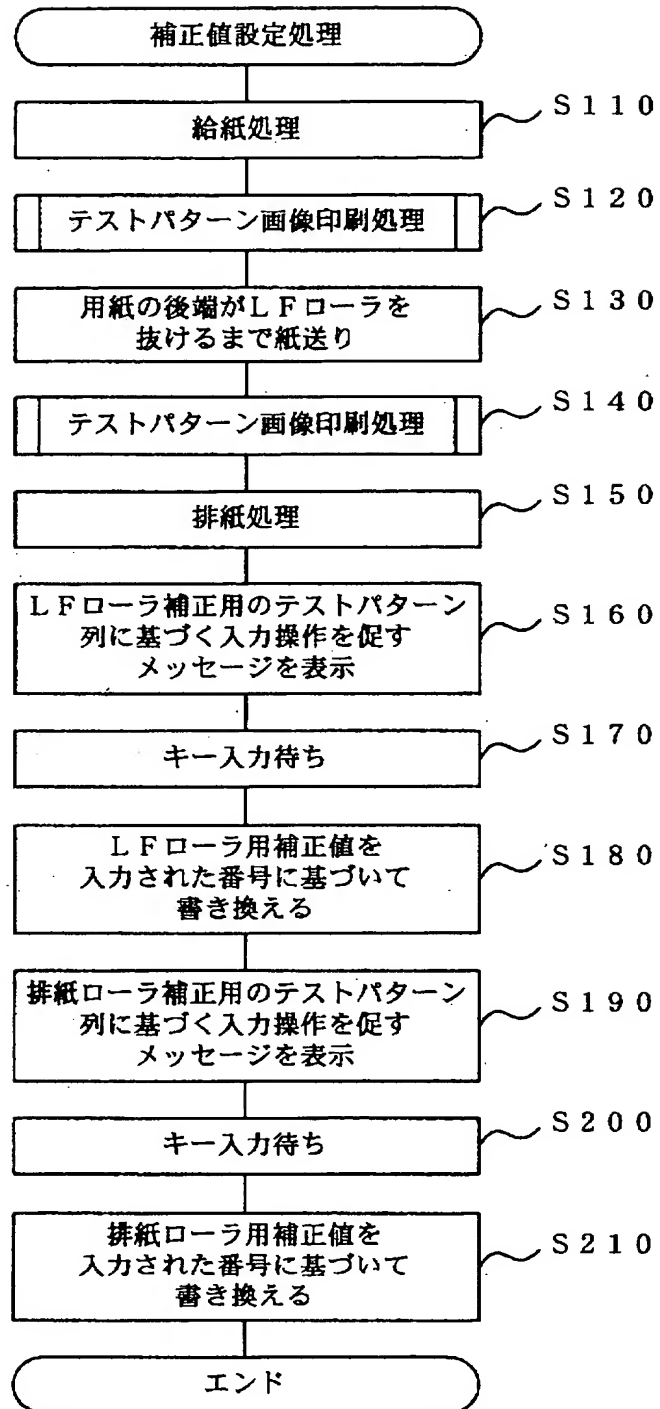 補正値設定処理
給紙処理
S110
テストパターン画像印刷処理
S120
用紙の後端がLFローラを
抜けるまで紙送り
S130
テストパターン画像印刷処理
S140
排紙処理
S150
LFローラ補正用のテストパターン
列に基づく入力操作を促す
メッセージを表示
S160
キー入力待ち
S170
LFローラ用補正値を
入力された番号に基づいて
書き換える
S180
排紙ローラ補正用のテストパターン
列に基づく入力操作を促す
メッセージを表示
S190
キー入力待ち
S200
排紙ローラ用補正値を
入力された番号に基づいて
書き換える
S210
エンド